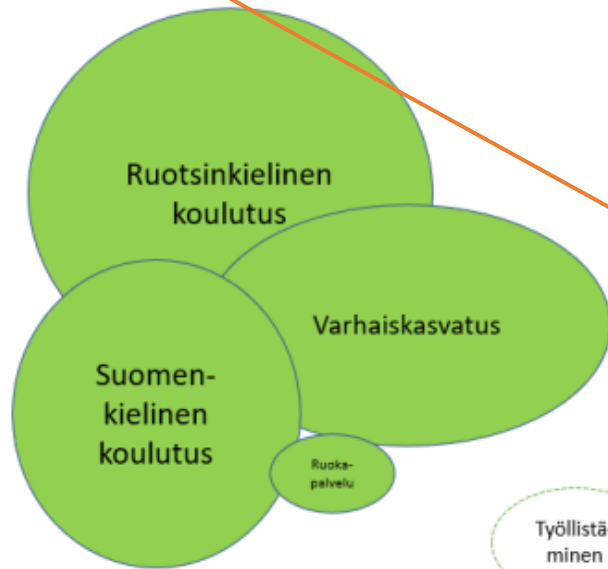 Ruotsinkielinen
koulutus
Varhaiskasvatus
Suomen-
kielinen
koulutus
Ruoka-
palvelu
Työllistä
minen